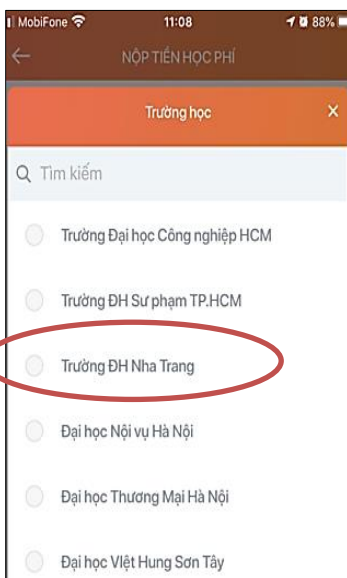 MobiFone 11:08 88%
NỘP TIỀN HỌC PHÍ
Trường học ×
Tìm kiếm
Trường Đại học Công nghiệp HCM
Trường ĐH Sư phạm TP.HCM
Trường ĐH Nha Trang
Đại học Nội vụ Hà Nội
Đại học Thương Mại Hà Nội
Đại học VIệt Hung Sơn Tây